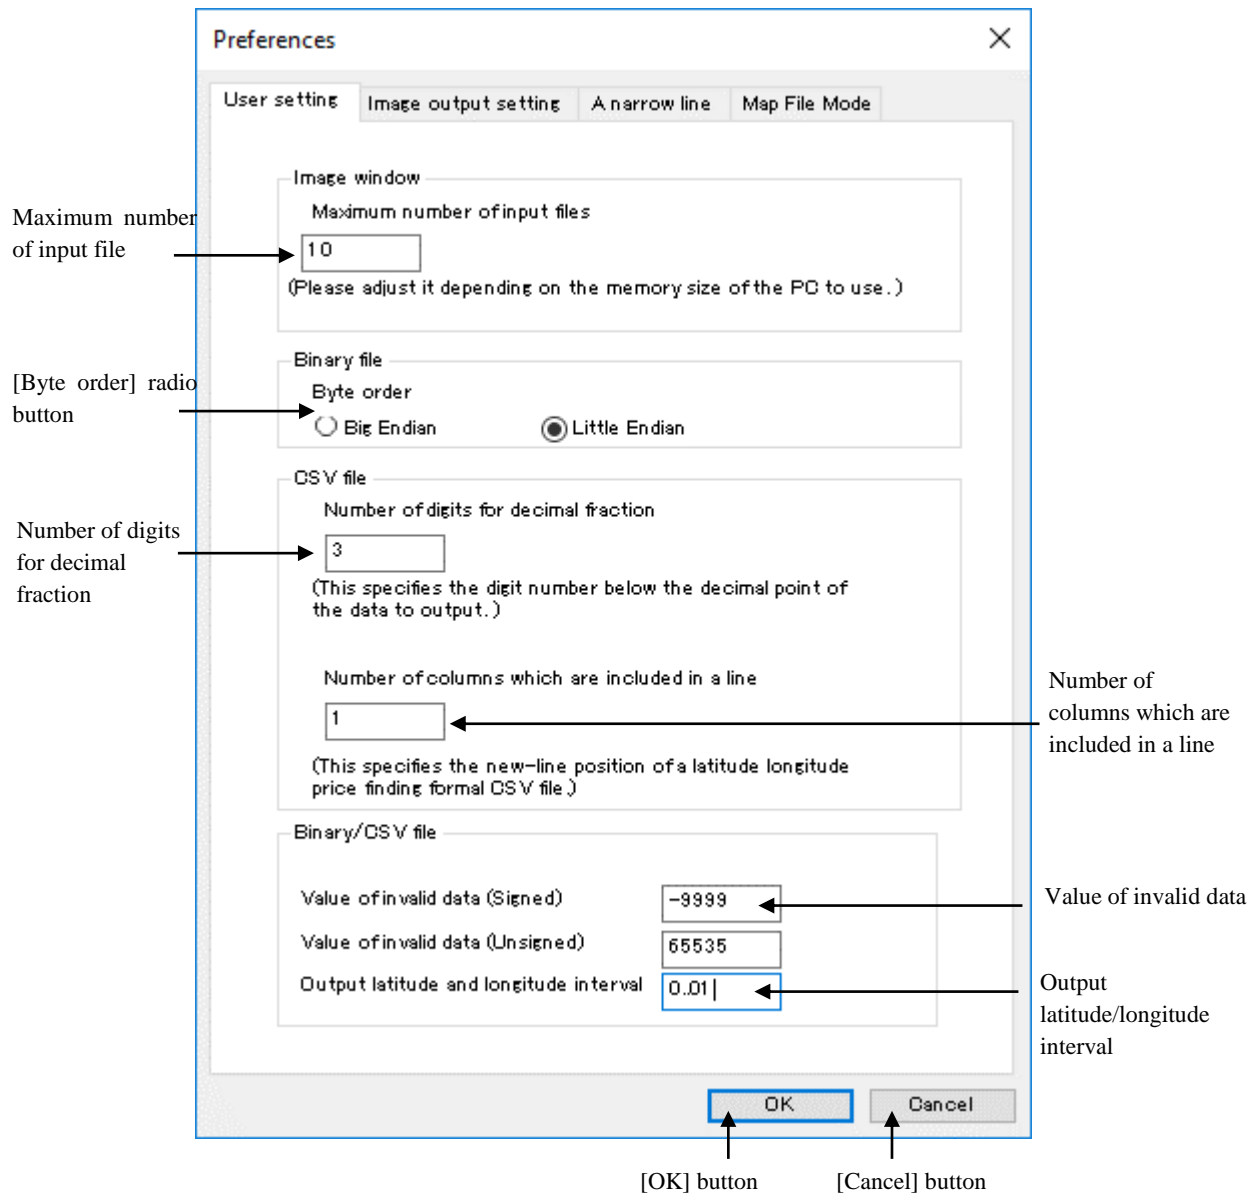 Preferences
User setting
Image output setting
A narrow line
Map File Mode
Image window
Maximum number of input files
10
(Please adjust it depending on the memory size of the PC to use.)
Maximum number
of input file
Binary file
Byte order
Big Endian
Little Endian
[Byte order] radio
button
CSV file
Number of digits for decimal fraction
3
(This specifies the digit number below the decimal point of
the data to output.)
Number of digits
for decimal
fraction
Number of columns which are included in a line
1
(This specifies the new-line position of a latitude longitude
price finding formal CSV file.)
Number of
columns which are
included in a line
Binary/CSV file
Value of invalid data (Signed)
-9999
Value of invalid data
Value of invalid data (Unsigned)
65535
Output latitude and longitude interval
0..01
Output
latitude/longitude
interval
OK
Cancel
[OK] button
[Cancel] button